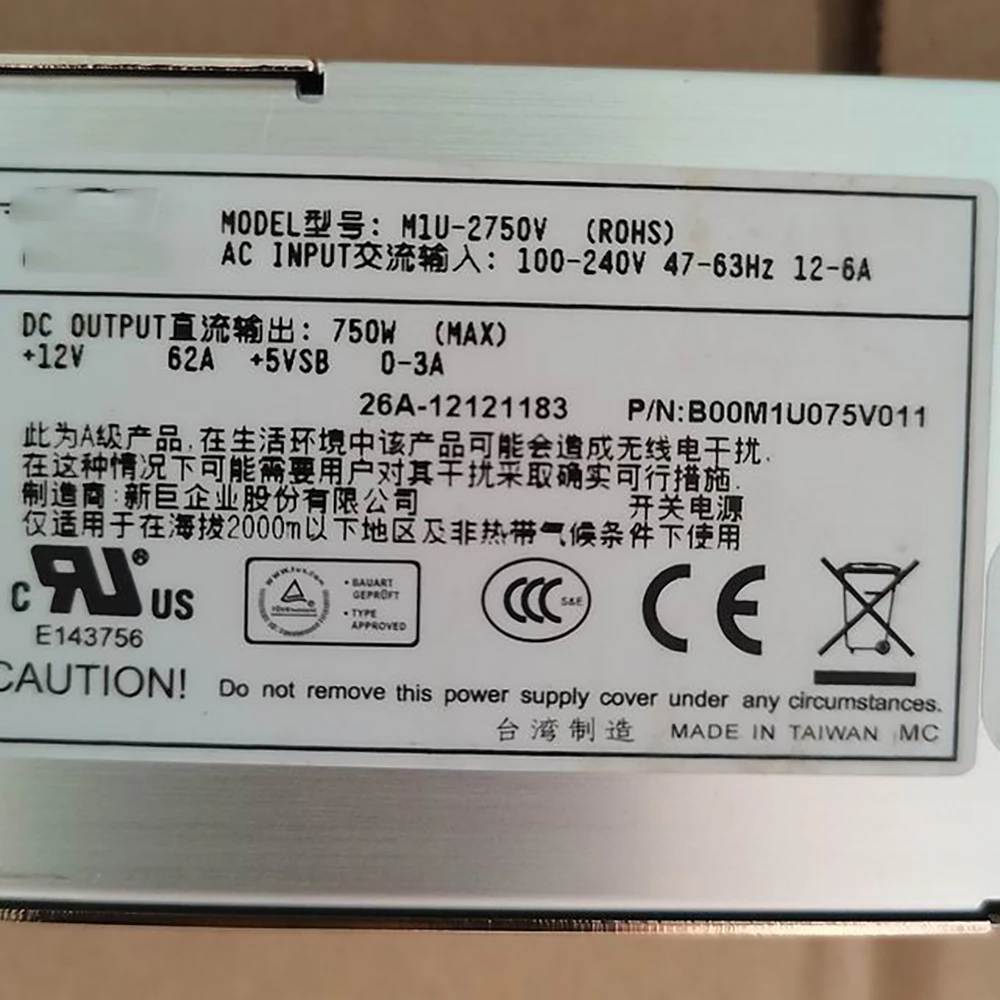 MODEL型号: M1U-2750V (ROHS)
AC INPUT交流输入: 100-240V 47-63Hz 12-6A
DC OUTPUT直流输出: 750W (MAX)
+12V 62A +5VSB 0-3A
26A-12121183 P/N:B00M1U075V011
此为A级产品,在生活环境中该产品可能会造成无线电干扰.
在这种情况下可能需要用户对其干扰采取确实可行措施.
制造商:新巨企业股份有限公司 开关电源
仅适用于在海拔2000m以下地区及非热带气候条件下使用
C RU® US
E143756
www.tuv.com
TÜVRheinland
• BAUART
GEPRÜFT
• TYPE
APPROVED
CCC S&E
CE
CAUTION! Do not remove this power supply cover under any circumstances.
台湾制造 MADE IN TAIWAN MC